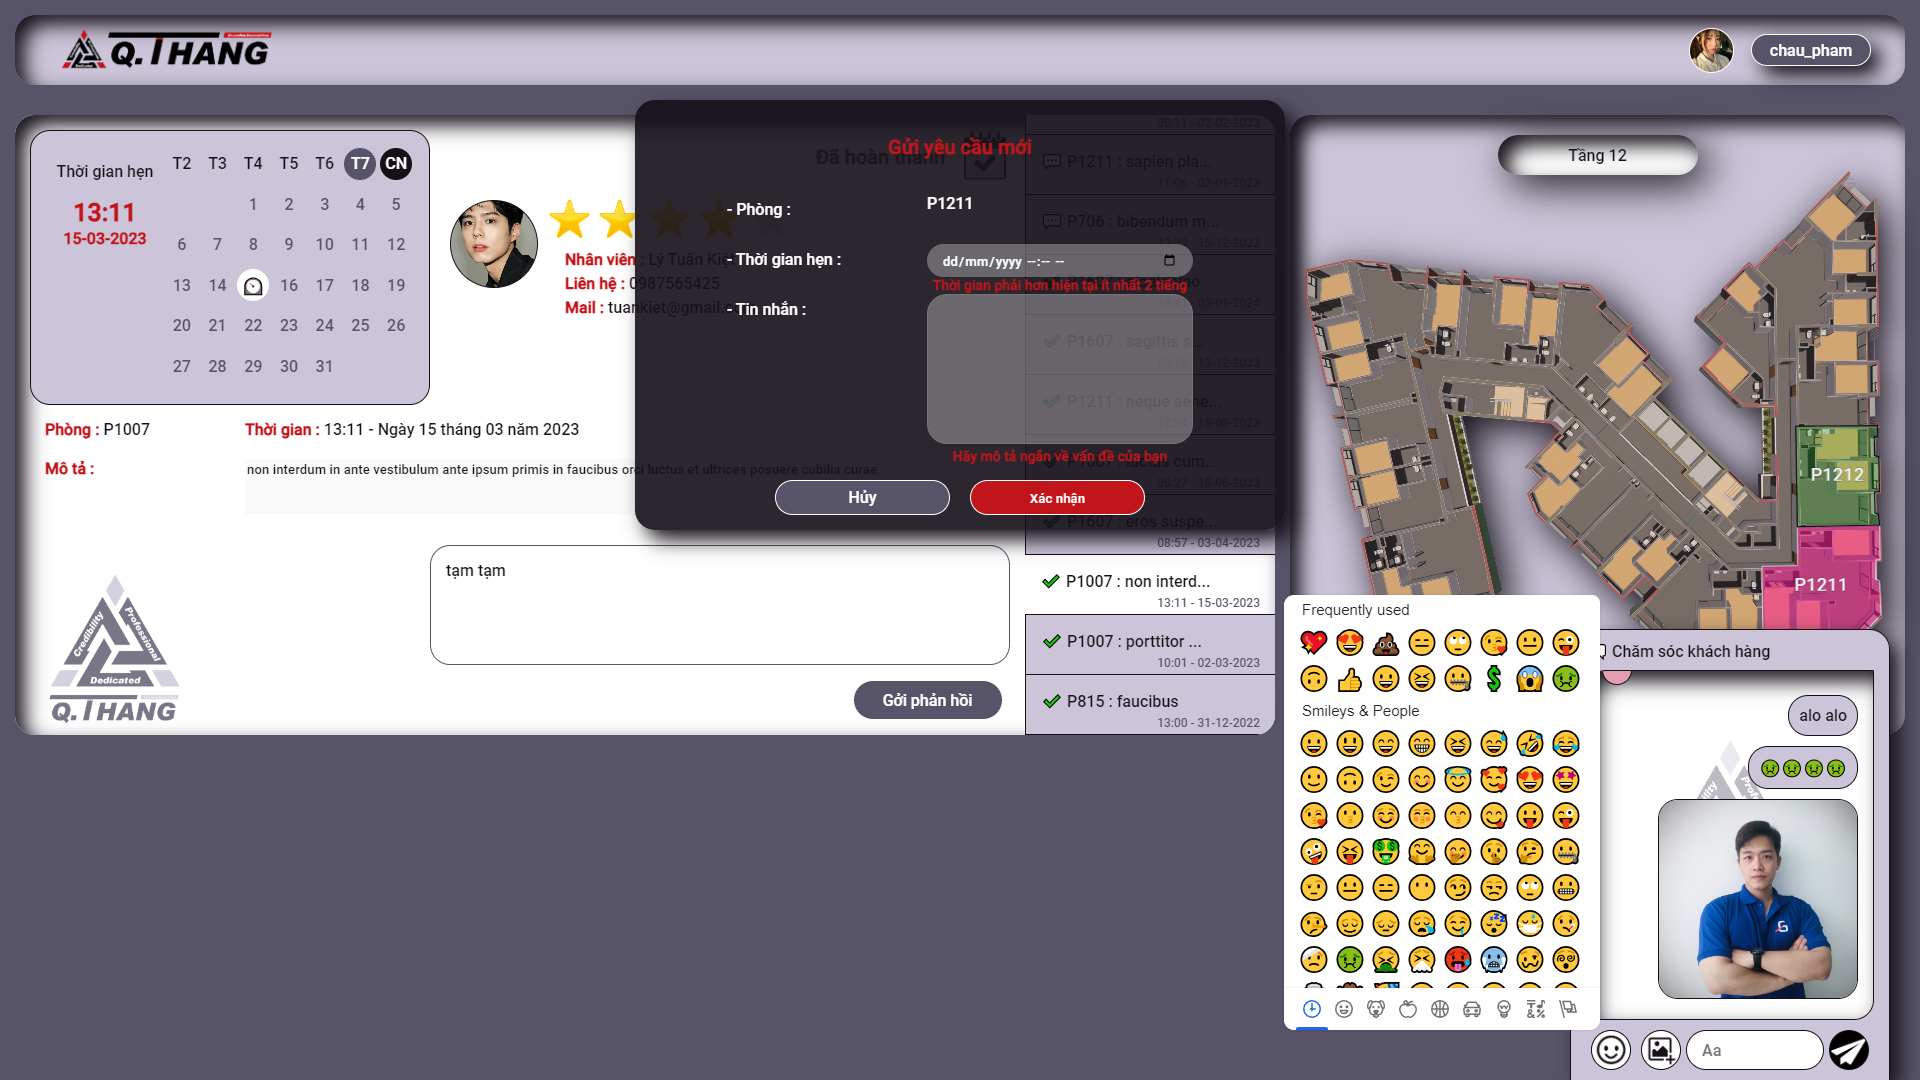 Q.THANG
chau_pham
Thời gian hẹn
13:11
15-03-2023
T2 T3 T4 T5 T6 T7 CN
1 2 3 4 5
6 7 8 9 10 11 12
13 14 16 17 18 19
20 21 22 23 24 25 26
27 28 29 30 31
Nhân viên : Lý Tuấn Kiệ
Liên hệ : 0987565425
Mail : tuankiet@gmail.c
Phòng : P1007
Thời gian : 13:11 - Ngày 15 tháng 03 năm 2023
Mô tả :
non interdum in ante vestibulum ante ipsum primis in faucibus orci luctus et ultrices posuere cubilia curae
tạm tạm
Gởi phản hồi
Credibility
Professional
Dedicated
Q.THANG
Đã hoàn thành
Gửi yêu cầu mới
- Phòng :
P1211
- Thời gian hẹn :
dd/mm/yyyy --:-- --
Thời gian phải hơn hiện tại ít nhất 2 tiếng
- Tin nhắn :
Hãy mô tả ngắn về vấn đề của bạn
Hủy
Xác nhận
08:11 - 02-02-2023
P1211 : sapien pla...
11:06 - 02-01-2023
P706 : bibendum m...
15-12-2022
05-01-2024
P1607 : sagittis s...
09:15 - 13-12-2022
P1211 : neque aene...
12:24 - 15-08-2023
P1007 : luctus cum...
08:27 - 18-06-2023
P1607 : eros suspe...
08:57 - 03-04-2023
P1007 : non interd...
13:11 - 15-03-2023
P1007 : porttitor ...
10:01 - 02-03-2023
P815 : faucibus
13:00 - 31-12-2022
Tầng 12
P1212
P1211
Frequently used
Smileys & People
Chăm sóc khách hàng
alo alo
Aa